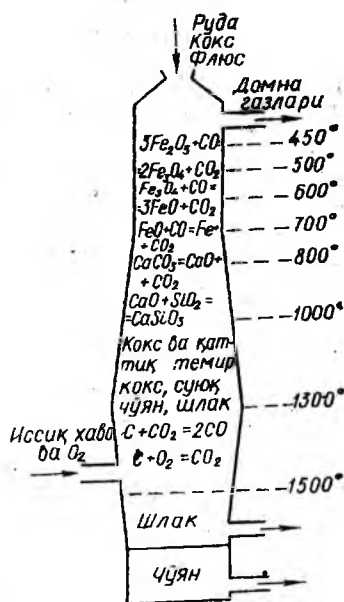 Руда
Кокс
Флюс
Домна
газлари
3Fe₂O₃+CO=
=2Fe₃O₄+CO₂
Fe₃O₄+CO=
=3FeO+CO₂
FeO+CO=Fe+
+CO₂
CaCO₃=CaO+
+CO₂
CaO+SiO₂=
=CaSiO₃
Кокс ва қат-
тик темир
кокс, суюқ
чўян, шлак
C+CO₂=2CO
C+O₂=CO₂
450°
500°
600°
700°
800°
1000°
1300°
1500°
Иссиқ хаво
ва O₂
Шлак
Чўян